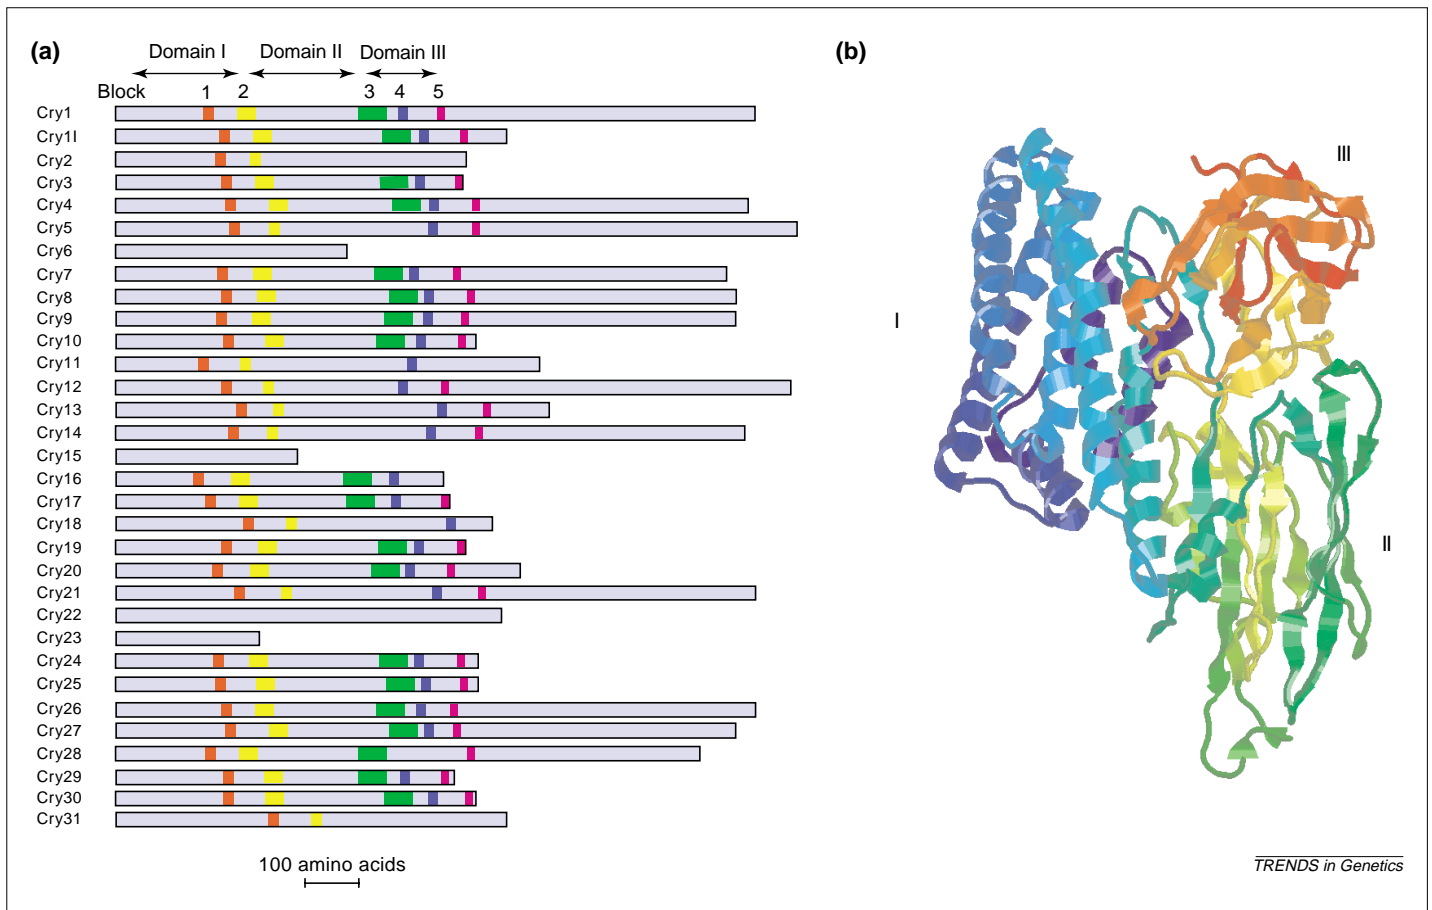 (a)
Domain I Domain II Domain III
Block 1 2 3 4 5
Cry1
Cry1I
Cry2
Cry3
Cry4
Cry5
Cry6
Cry7
Cry8
Cry9
Cry10
Cry11
Cry12
Cry13
Cry14
Cry15
Cry16
Cry17
Cry18
Cry19
Cry20
Cry21
Cry22
Cry23
Cry24
Cry25
Cry26
Cry27
Cry28
Cry29
Cry30
Cry31
100 amino acids
(b)
III
I
II
TRENDS in Genetics